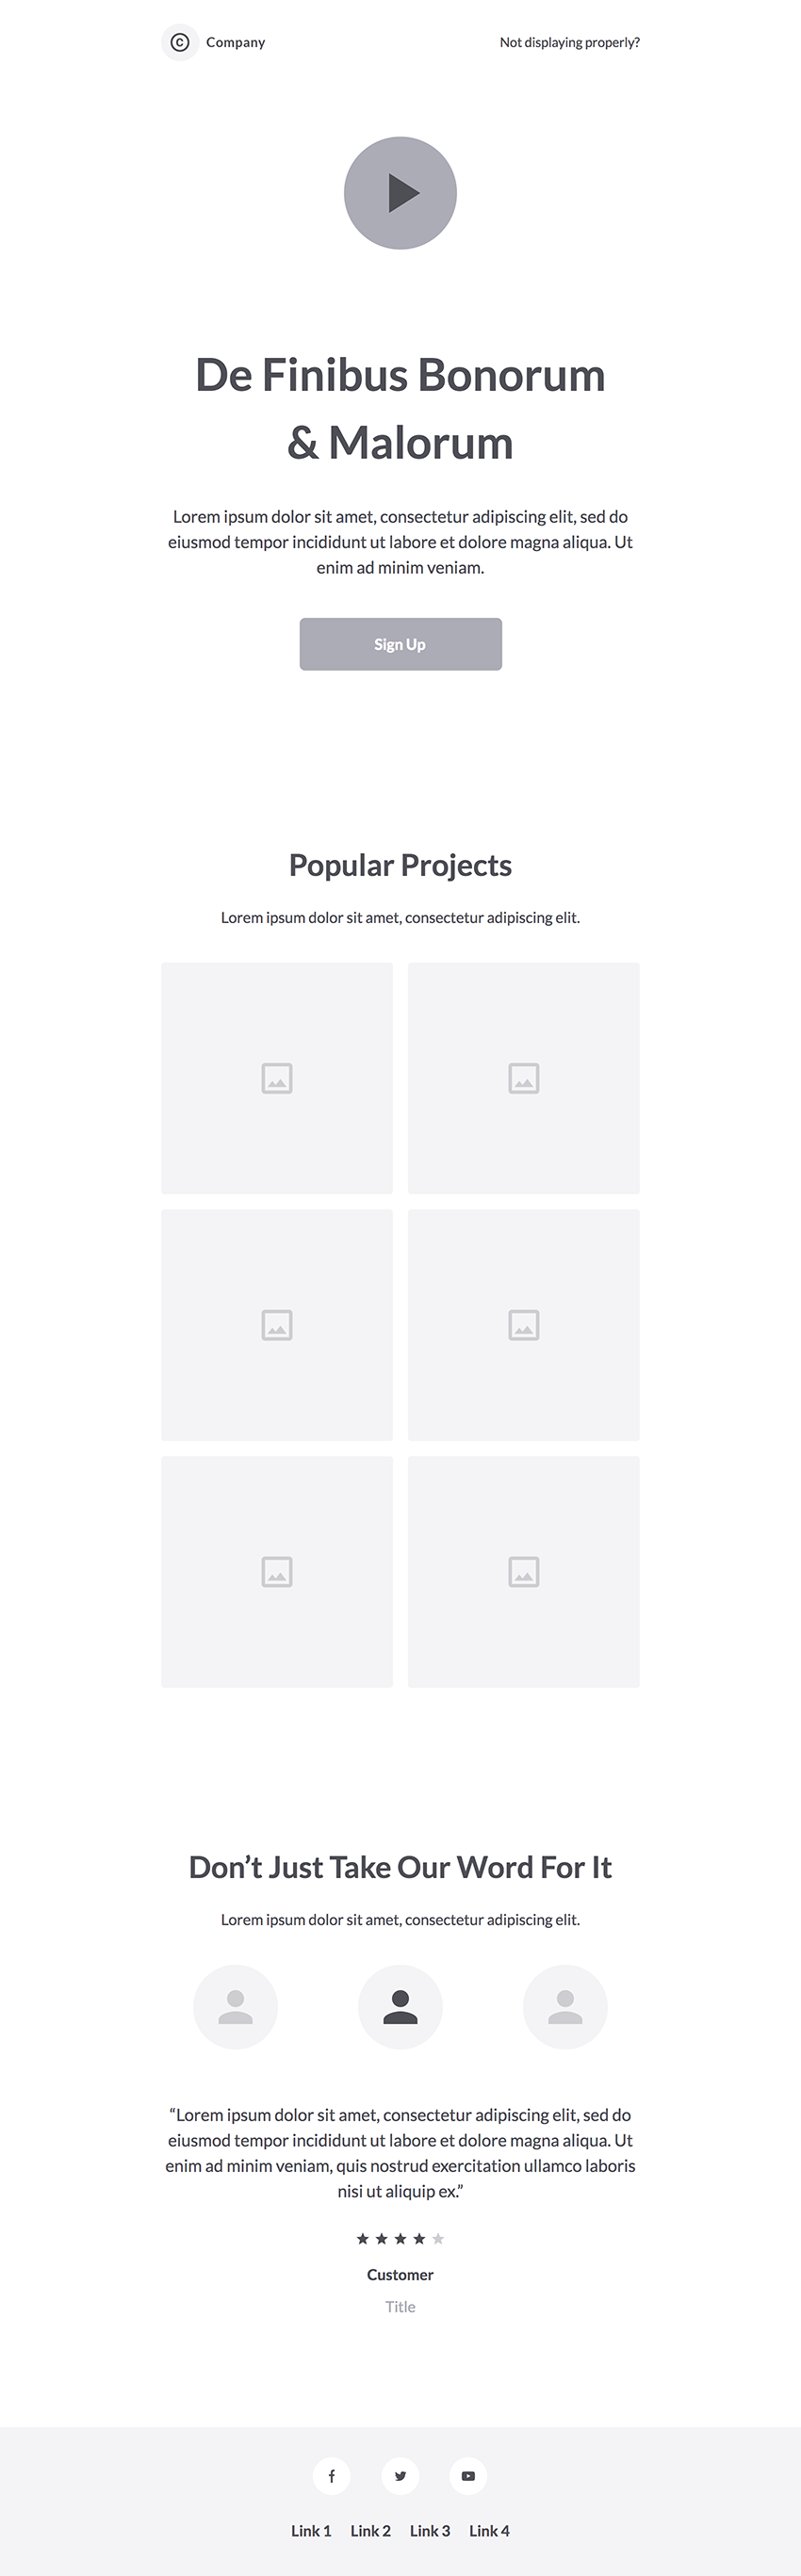 © Company
Not displaying properly?
De Finibus Bonorum
& Malorum
Lorem ipsum dolor sit amet, consectetur adipiscing elit, sed do
eiusmod tempor incididunt ut labore et dolore magna aliqua. Ut
enim ad minim veniam.
Sign Up
Popular Projects
Lorem ipsum dolor sit amet, consectetur adipiscing elit.
Don’t Just Take Our Word For It
Lorem ipsum dolor sit amet, consectetur adipiscing elit.
“Lorem ipsum dolor sit amet, consectetur adipiscing elit, sed do
eiusmod tempor incididunt ut labore et dolore magna aliqua. Ut
enim ad minim veniam, quis nostrud exercitation ullamco laboris
nisi ut aliquip ex.”
Customer
Title
Link 1 Link 2 Link 3 Link 4